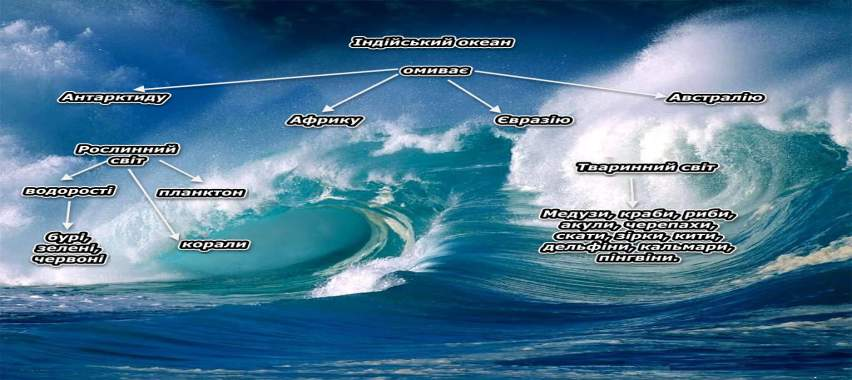 Індійський океан
омиває
Антарктиду
Африку
Євразію
Австралію
Рослинний
світ
водорості
планктон
бурі,
зелені,
червоні
корали
Тваринний світ
Медузи, краби, риби,
акули, черепахи,
скати, зірки, кити,
дельфіни, кальмари,
пінгвіни.